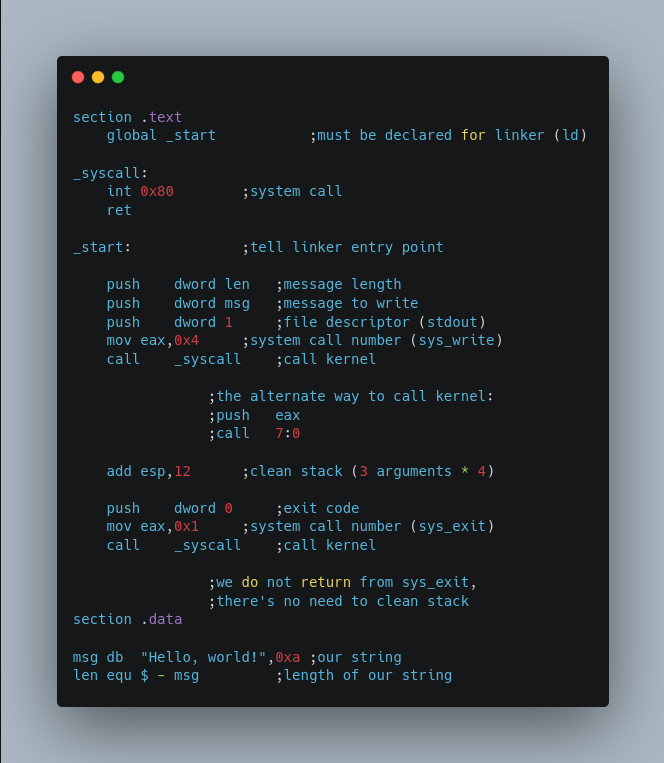 section .text
    global _start           ;must be declared for linker (ld)

_syscall:
    int 0x80        ;system call
    ret

_start:             ;tell linker entry point

    push    dword len   ;message length
    push    dword msg   ;message to write
    push    dword 1     ;file descriptor (stdout)
    mov eax,0x4     ;system call number (sys_write)
    call    _syscall    ;call kernel

                ;the alternate way to call kernel:
                ;push   eax
                ;call   7:0

    add esp,12      ;clean stack (3 arguments * 4)

    push    dword 0     ;exit code
    mov eax,0x1     ;system call number (sys_exit)
    call    _syscall    ;call kernel

                ;we do not return from sys_exit,
                ;there's no need to clean stack
section .data

msg db  "Hello, world!",0xa ;our string
len equ $ - msg         ;length of our string